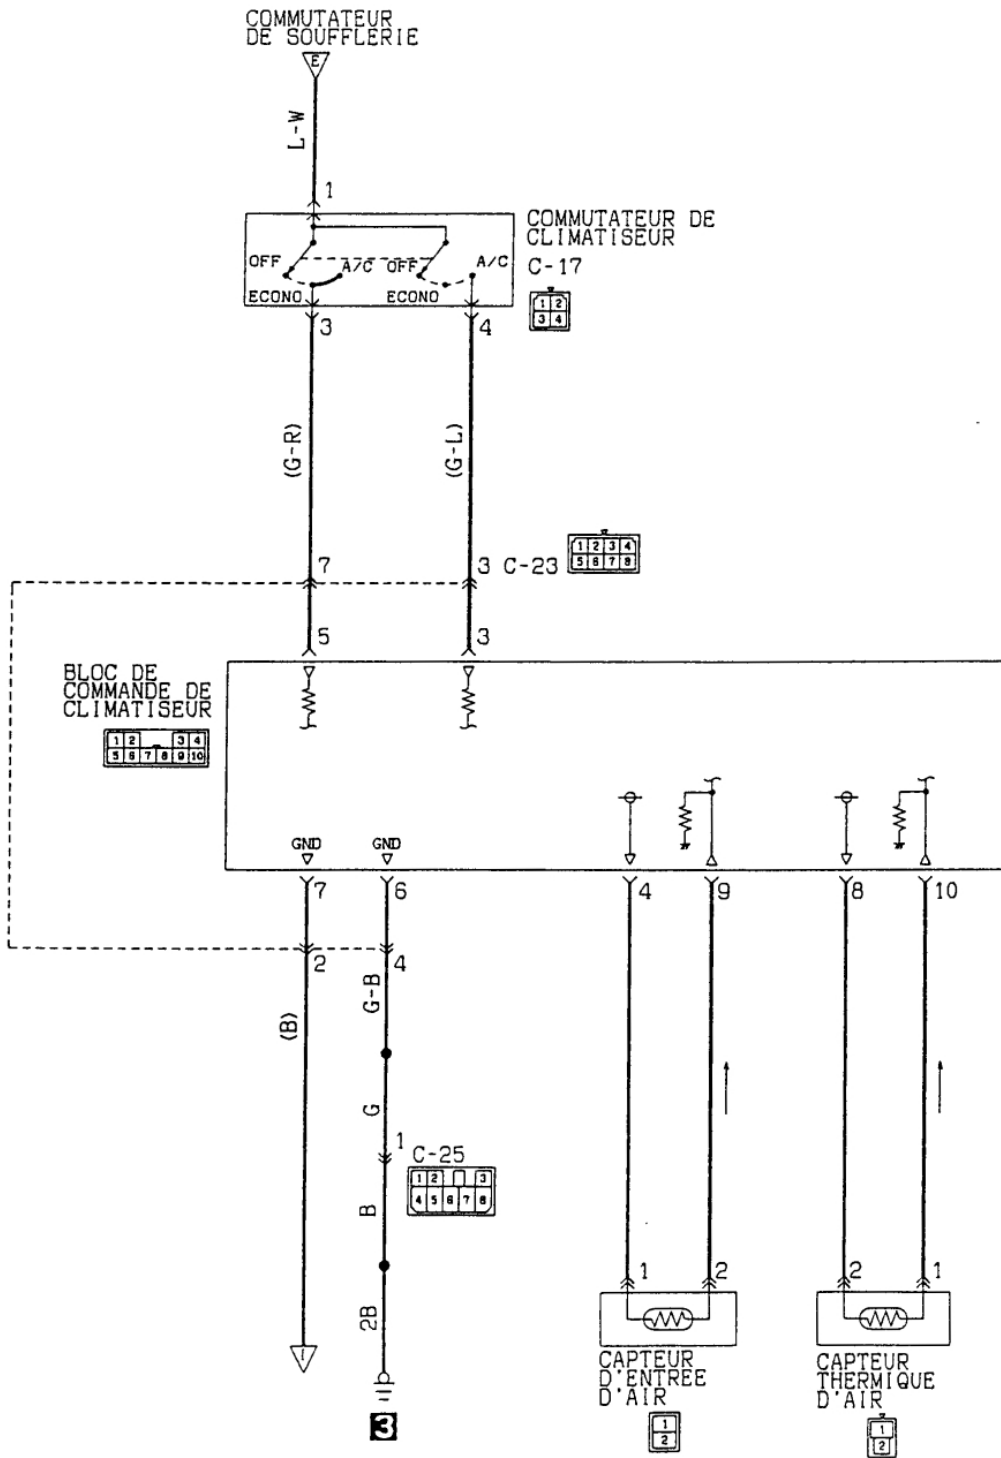 COMMUTATEUR
DE SOUFFLERIE
E
L-W
1
COMMUTATEUR DE
CLIMATISEUR
C-17
OFF A/C OFF A/C
ECONO ECONO
1 2
3 4
3 4
(G-R) (G-L)
7 3 C-23
1 2 3 4
5 6 7 8
5 3
BLOC DE
COMMANDE DE
CLIMATISEUR
1 2 3 4
5 6 7 8 9 10
GND GND
7 6 4 9 8 10
2 4
(B) G-B
G
1 C-25
1 2 3
4 5 6 7 8
B
2B
1 2 2 1
3
CAPTEUR
D'ENTREE
D'AIR
1
2
CAPTEUR
THERMIQUE
D'AIR
1
2